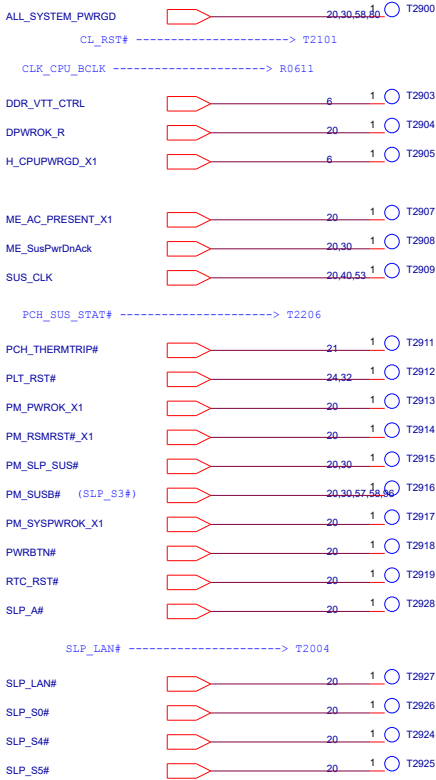 ALL_SYSTEM_PWRGD 20,30,58,80 1 T2900
CL_RST# --------------------> T2101
CLK_CPU_BCLK --------------------> R0611
DDR_VTT_CTRL 6 1 T2903
DPWROK_R 20 1 T2904
H_CPUPWRGD_X1 6 1 T2905
ME_AC_PRESENT_X1 20 1 T2907
ME_SusPwrDnAck 20,30 1 T2908
SUS_CLK 20,40,53 1 T2909
PCH_SUS_STAT# --------------------> T2206
PCH_THERMTRIP# 21 1 T2911
PLT_RST# 24,32 1 T2912
PM_PWROK_X1 20 1 T2913
PM_RSMRST#_X1 20 1 T2914
PM_SLP_SUS# 20,30 1 T2915
PM_SUSB# (SLP_S3#) 20,30,57,58,96 1 T2916
PM_SYSPWROK_X1 20 1 T2917
PWRBTN# 20 1 T2918
RTC_RST# 20 1 T2919
SLP_A# 20 1 T2928
SLP_LAN# --------------------> T2004
SLP_LAN# 20 1 T2927
SLP_S0# 20 1 T2926
SLP_S4# 20 1 T2924
SLP_S5# 20 1 T2925